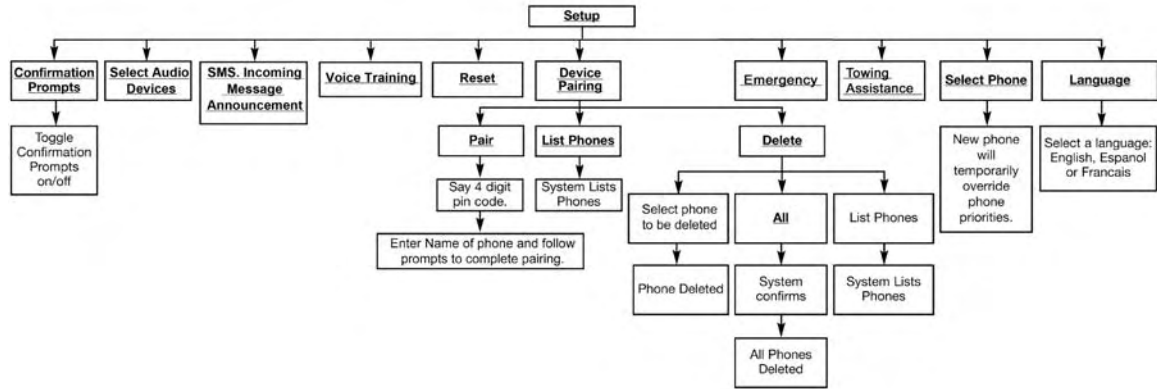 Setup
Confirmation
Prompts
Select Audio
Devices
SMS. Incoming
Message
Announcement
Voice Training
Reset
Device
Pairing
Emergency
Towing
Assistance
Select Phone
Language
Toggle
Confirmation
Prompts
on/off
Pair
List Phones
Delete
New phone
will
temporarily
override
phone
priorities.
Select a language:
English, Espanol
or Francais
Say 4 digit
pin code.
System Lists
Phones
Select phone
to be deleted
All
List Phones
Enter Name of phone and follow
prompts to complete pairing.
Phone Deleted
System
confirms
System Lists
Phones
All Phones
Deleted